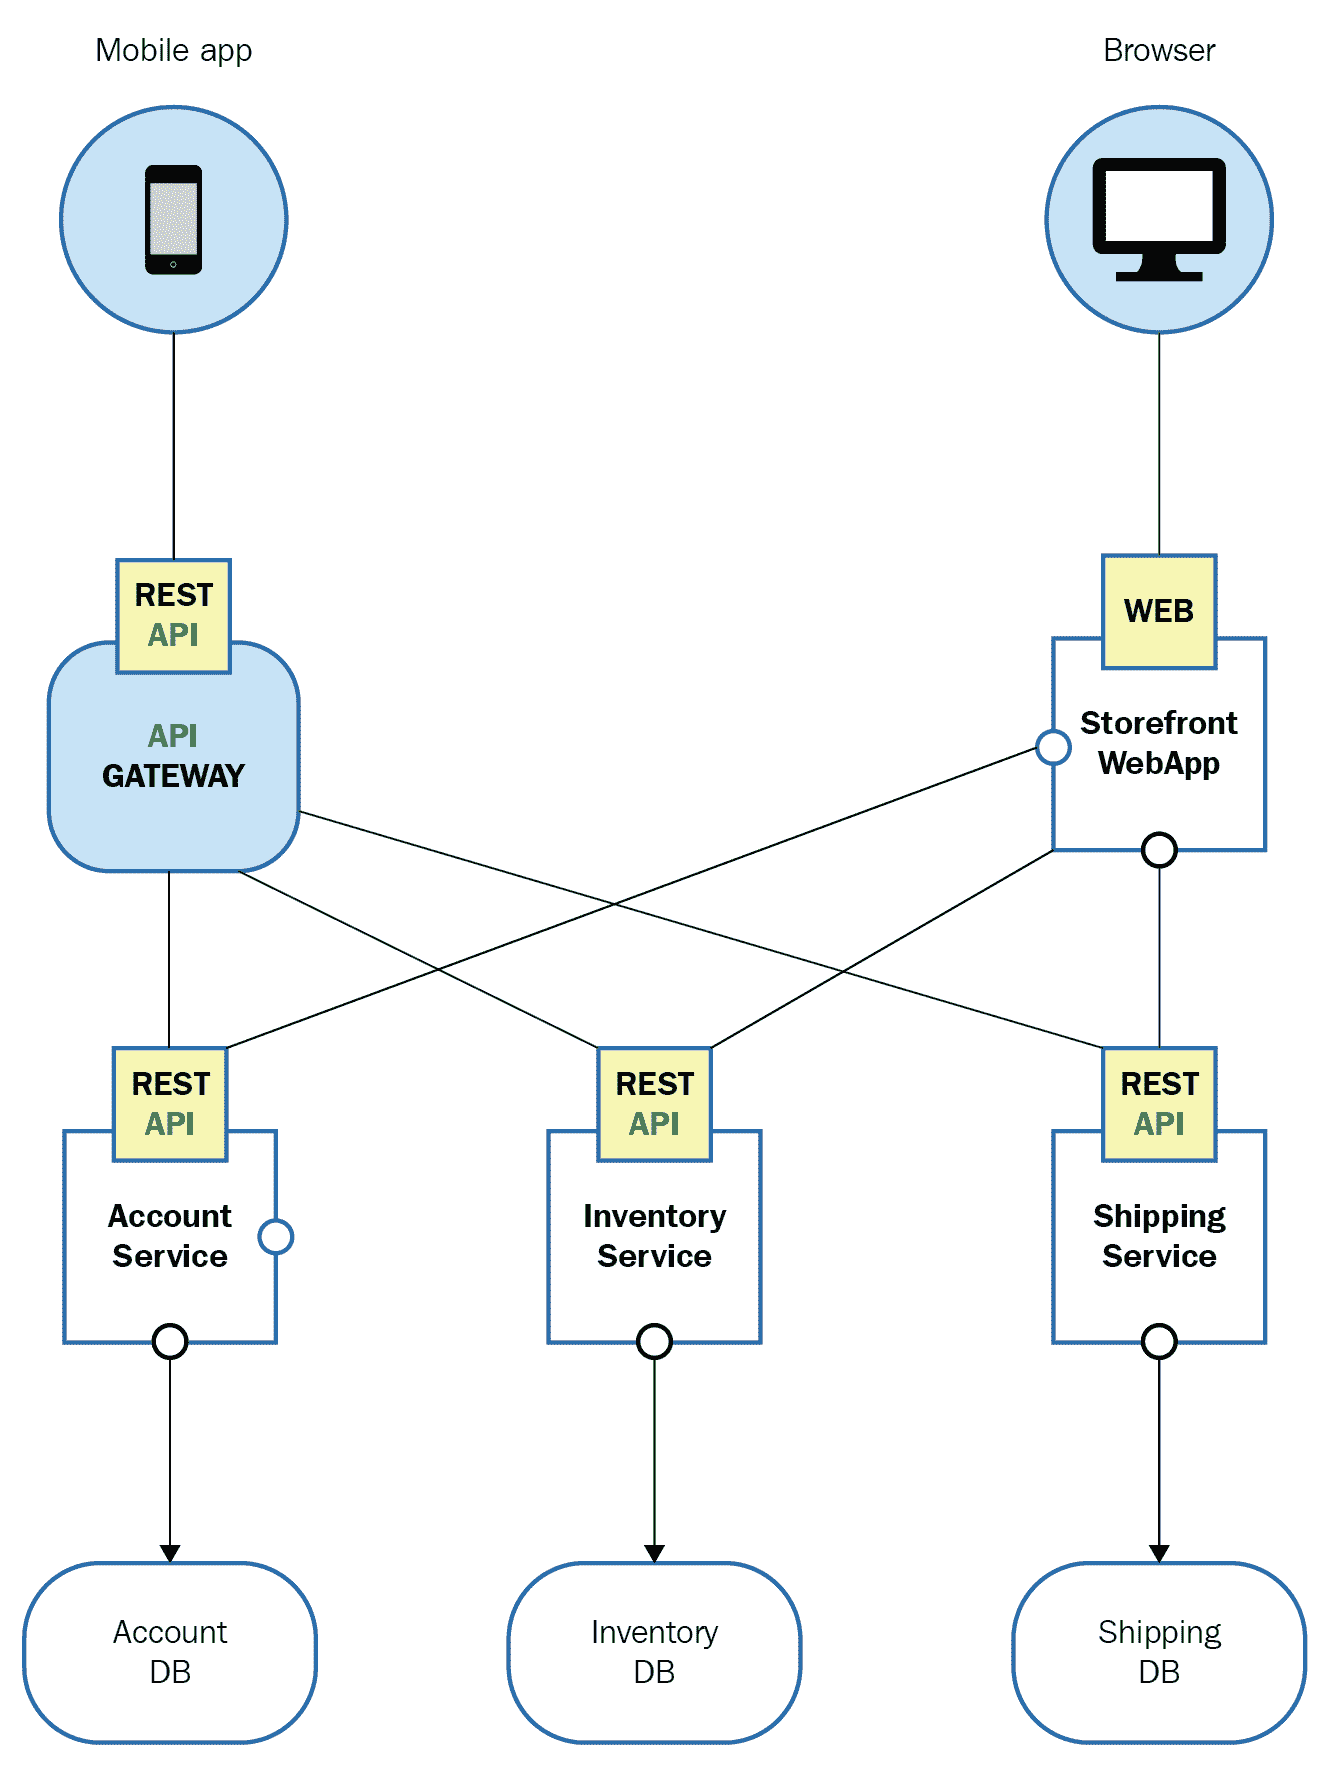 Mobile app
Browser
REST
API
WEB
API
GATEWAY
Storefront
WebApp
REST
API
REST
API
REST
API
Account
Service
Inventory
Service
Shipping
Service
Account
DB
Inventory
DB
Shipping
DB